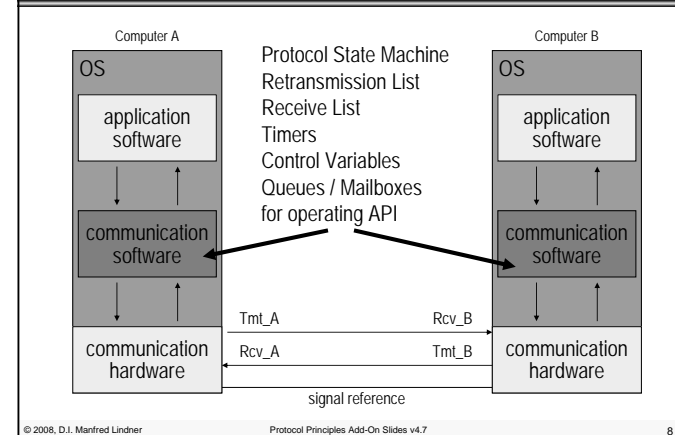 Computer A
Computer B
OS
application
software
communication
software
communication
hardware
Protocol State Machine
Retransmission List
Receive List
Timers
Control Variables
Queues / Mailboxes
for operating API
OS
application
software
communication
software
communication
hardware
Tmt_A
Rcv_B
Rcv_A
Tmt_B
signal reference
© 2008, D.I. Manfred Lindner
Protocol Principles Add-On Slides v4.7
8